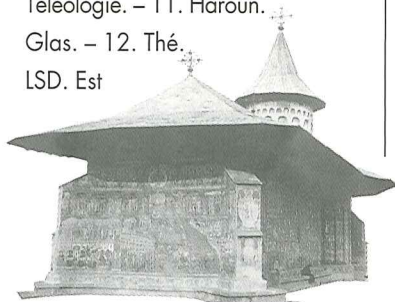 Téléologie. – 11. Haroun.
Glas. – 12. Thé.
LSD. Est